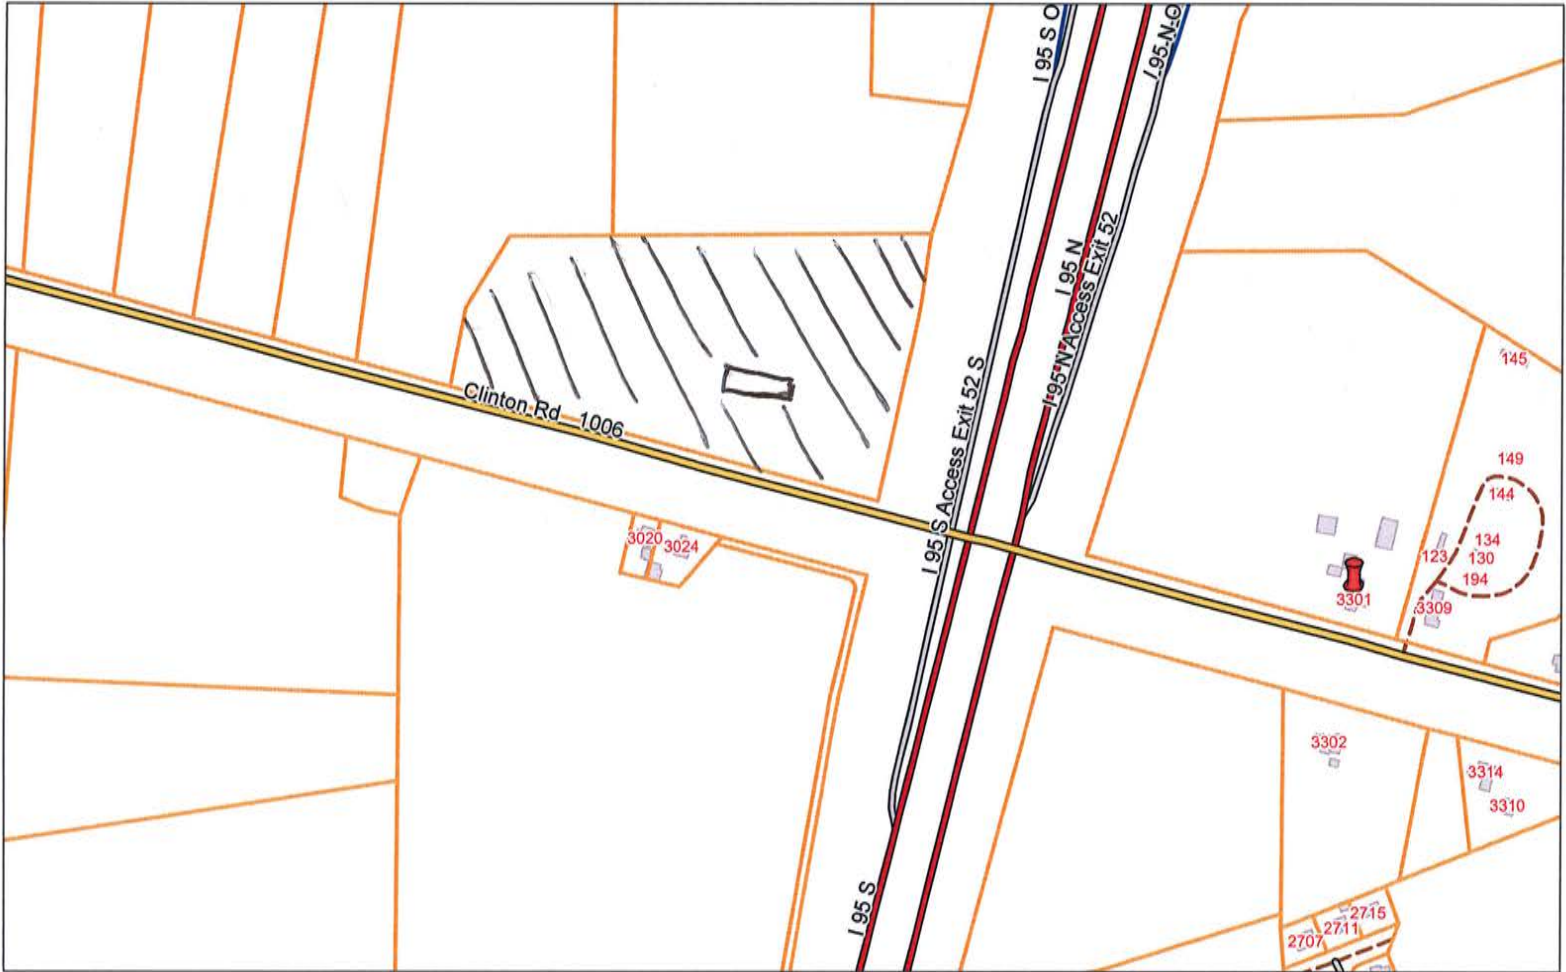 I 95 S O
I 95 N O
I 95 N
I 95 N Access Exit 52
145
I 95 S Access Exit 52 S
Clinton Rd 1006
149
144
3020
3024
134
123
130
194
3301
3309
3302
3314
3310
I 95 S
2715
2711
2707